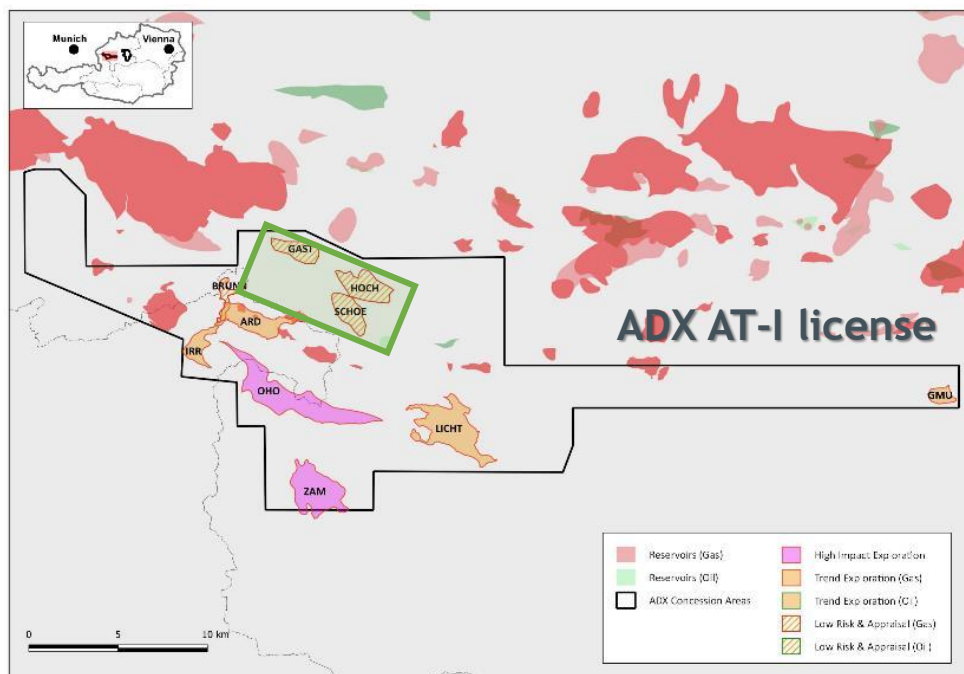 Munich
Vienna
GAST
BRUNN
HOCH
SCHOE
ARD
IRR
ADX AT-I license
OHO
GMU
LICHT
ZAM
Reservoirs (Gas)
Reservoirs (Oil)
ADX Concession Areas
High Impact Exploration
Trend Exploration (Gas)
Trend Exploration (Oil)
Low Risk & Appraisal (Gas)
Low Risk & Appraisal (Oil)
0 5 10 km